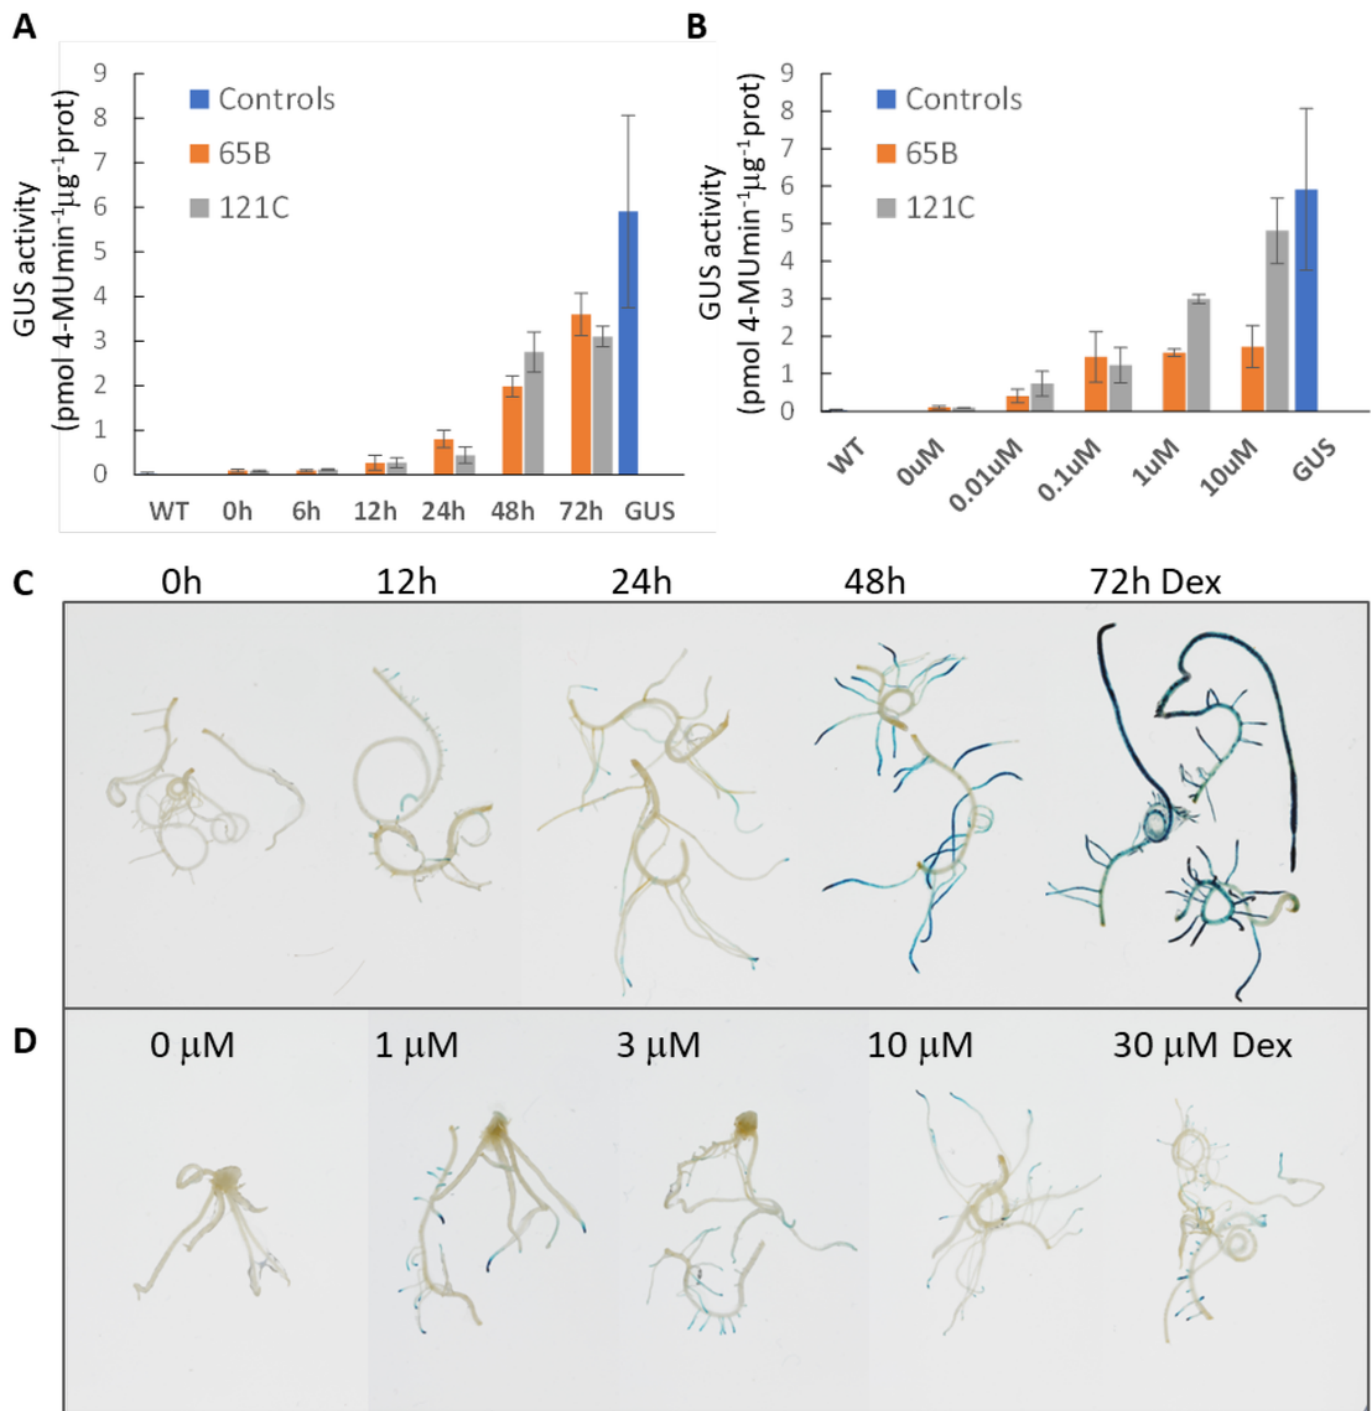 A
9
8
7
6
5
4
3
2
1
0
GUS activity
(pmol 4-MUmin⁻¹µg⁻¹prot)
Controls
65B
121C
WT 0h 6h 12h 24h 48h 72h GUS
B
9
8
7
6
5
4
3
2
1
0
GUS activity
(pmol 4-MUmin⁻¹µg⁻¹prot)
Controls
65B
121C
WT 0uM 0.01uM 0.1uM 1uM 10uM GUS
C 0h 12h 24h 48h 72h Dex
D 0 µM 1 µM 3 µM 10 µM 30 µM Dex